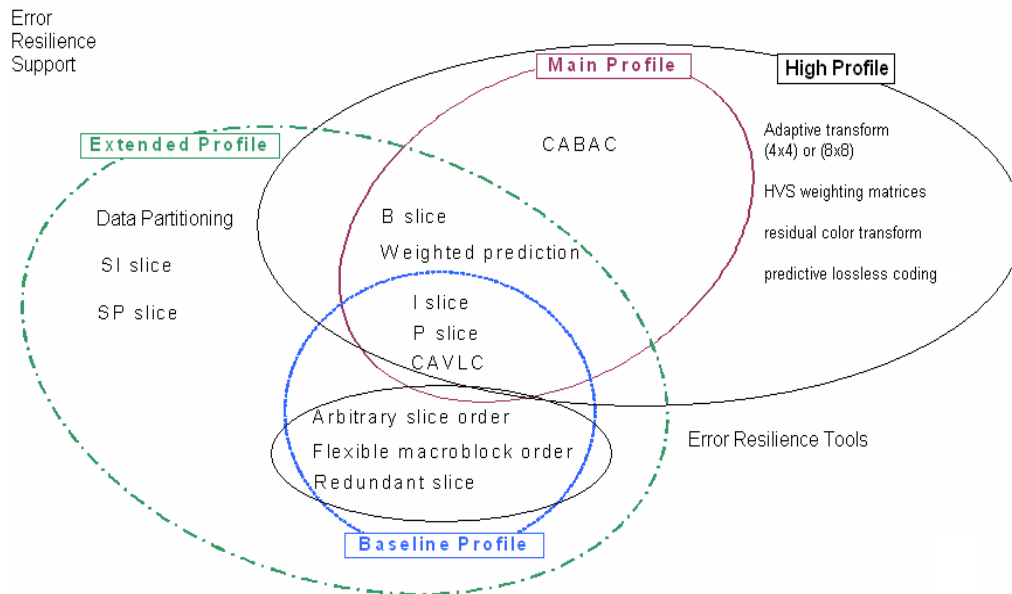 Error
Resilience
Support
Main Profile
High Profile
Extended Profile
CABAC
Adaptive transform
(4x4) or (8x8)
HVS weighting matrices
residual color transform
predictive lossless coding
Data Partitioning
SI slice
SP slice
B slice
Weighted prediction
I slice
P slice
CAVLC
Arbitrary slice order
Flexible macroblock order
Redundant slice
Error Resilience Tools
Baseline Profile